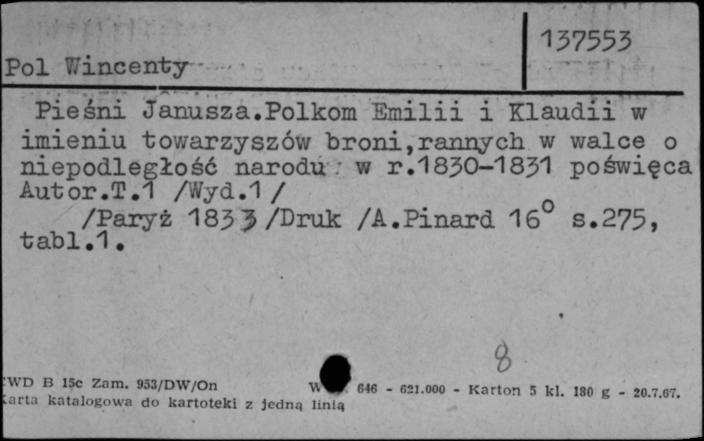 137553
Pol Wincenty
Pieśni Janusza.Polkom Emilii i Klaudii w
imieniu towarzyszów broni,rannych w walce o
niepodległość narodu w r.1830-1831 poświęca
Autor.T.1 /Wyd.1/
/Paryż 1833/Druk /A.Pinard 16° s.275,
tabl.1.
8
WD B 15c Zam. 953/DW/On 646 - 621.000 - Karton 5 kl. 180 g - 20.7.67.
Karta katalogowa do kartoteki z jedną linią